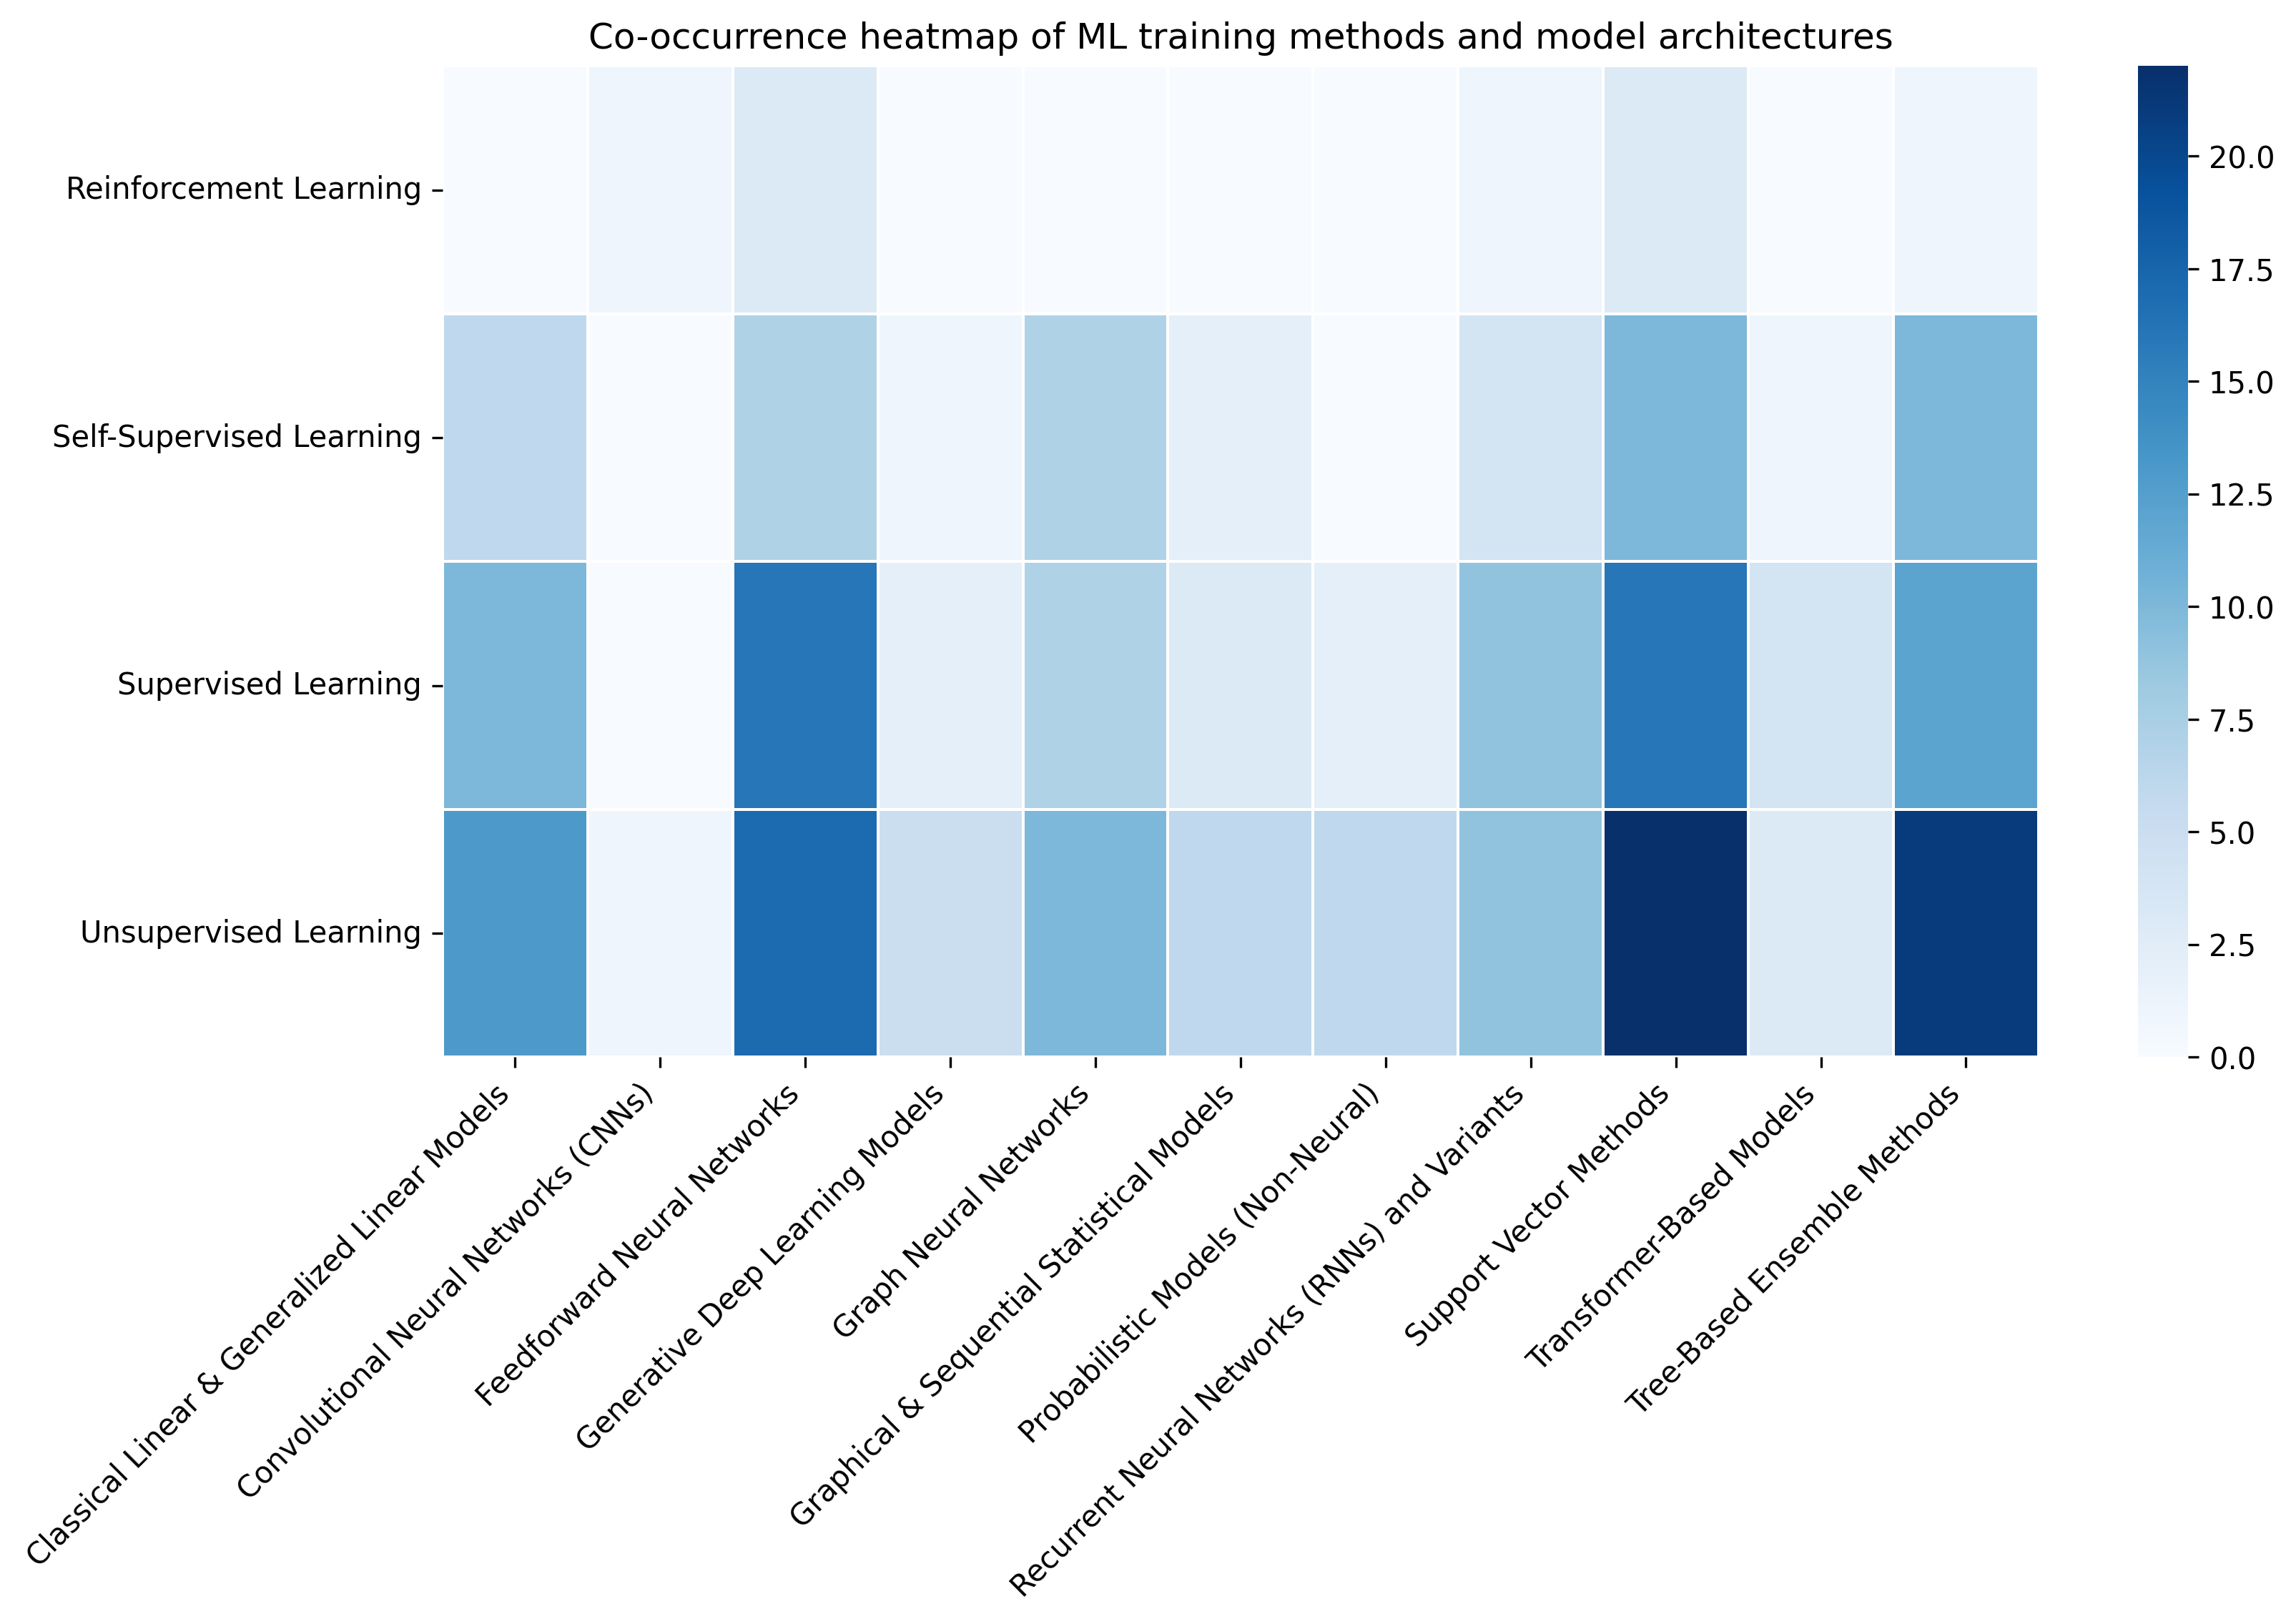 Co-occurrence heatmap of ML training methods and model architectures
Reinforcement Learning
Self-Supervised Learning
Supervised Learning
Unsupervised Learning
Classical Linear & Generalized Linear Models
Convolutional Neural Networks (CNNs)
Feedforward Neural Networks
Generative Deep Learning Models
Graph Neural Networks
Graphical & Sequential Statistical Models
Probabilistic Models (Non-Neural)
Recurrent Neural Networks (RNNs) and Variants
Support Vector Methods
Transformer-Based Models
Tree-Based Ensemble Methods
20.0
17.5
15.0
12.5
10.0
7.5
5.0
2.5
0.0